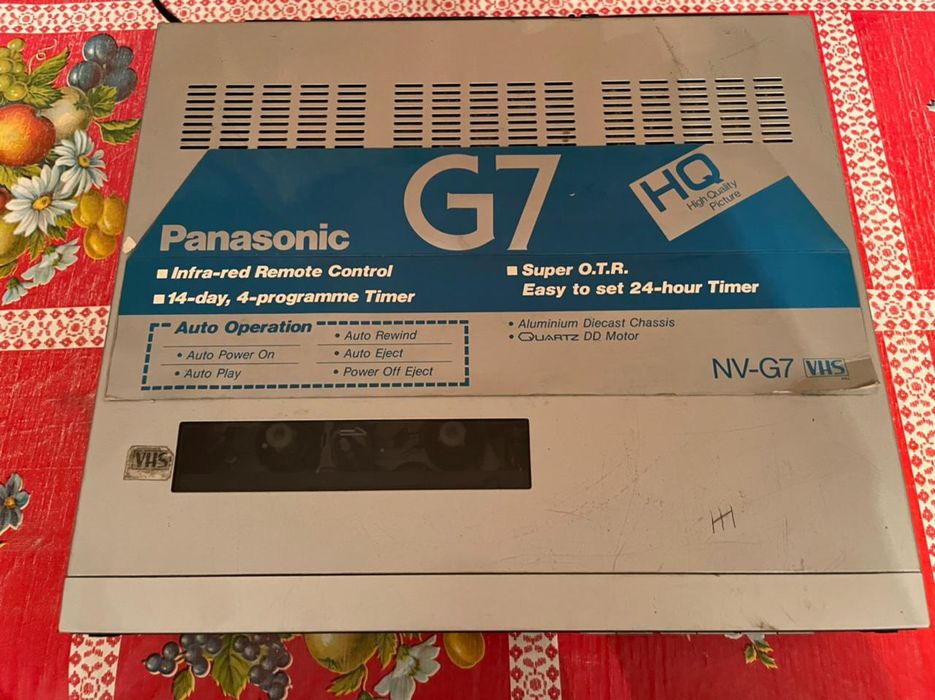 G7
HQ
High Quality
Picture
Panasonic
Infra-red Remote Control
14-day, 4-programme Timer
Super O.T.R.
Easy to set 24-hour Timer
Auto Operation
Auto Power On
Auto Play
Auto Rewind
Auto Eject
Power Off Eject
Aluminium Diecast Chassis
QUARTZ DD Motor
NV-G7 VHS
VHS